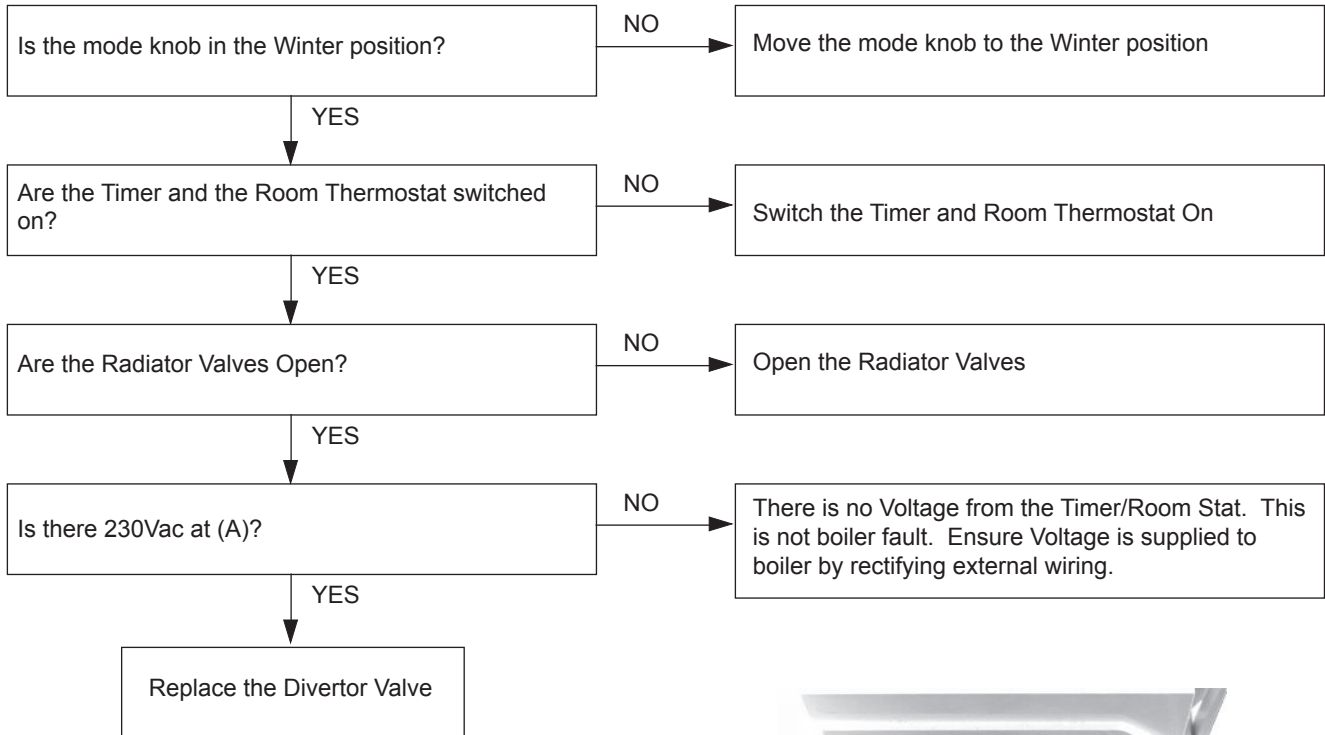 Is the mode knob in the Winter position?
NO
Move the mode knob to the Winter position
YES
Are the Timer and the Room Thermostat switched
on?
NO
Switch the Timer and Room Thermostat On
YES
Are the Radiator Valves Open?
NO
Open the Radiator Valves
YES
Is there 230Vac at (A)?
NO
There is no Voltage from the Timer/Room Stat.  This
is not boiler fault.  Ensure Voltage is supplied to
boiler by rectifying external wiring.
YES
Replace the Divertor Valve